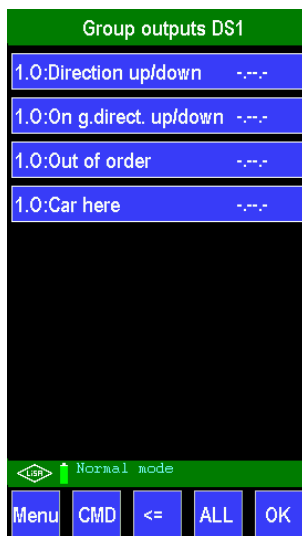 Group outputs DS1
1.O:Direction up/down -.--.-
1.O:On g.direct. up/down -.--.-
1.O:Out of order -.--.-
1.O:Car here -.--.-
LiSA Normal mode
Menu CMD <= ALL OK